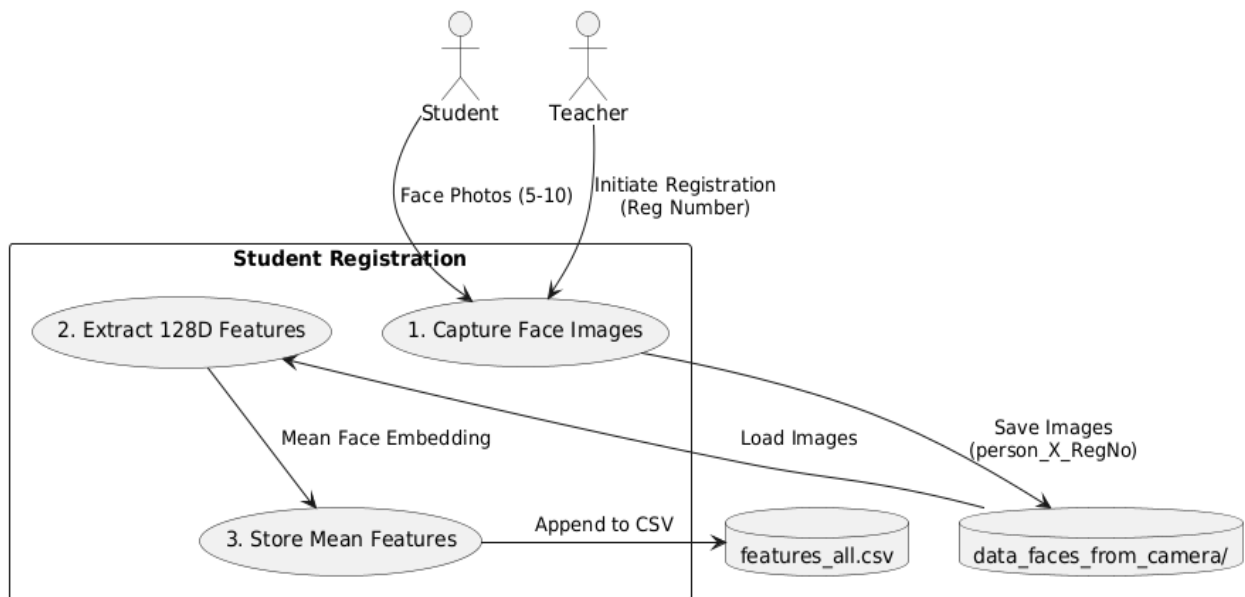 Student
Teacher
Face Photos (5-10)
Initiate Registration
(Reg Number)
Student Registration
2. Extract 128D Features
1. Capture Face Images
Mean Face Embedding
Load Images
Save Images
(person_X_RegNo)
3. Store Mean Features
Append to CSV
features_all.csv
data_faces_from_camera/